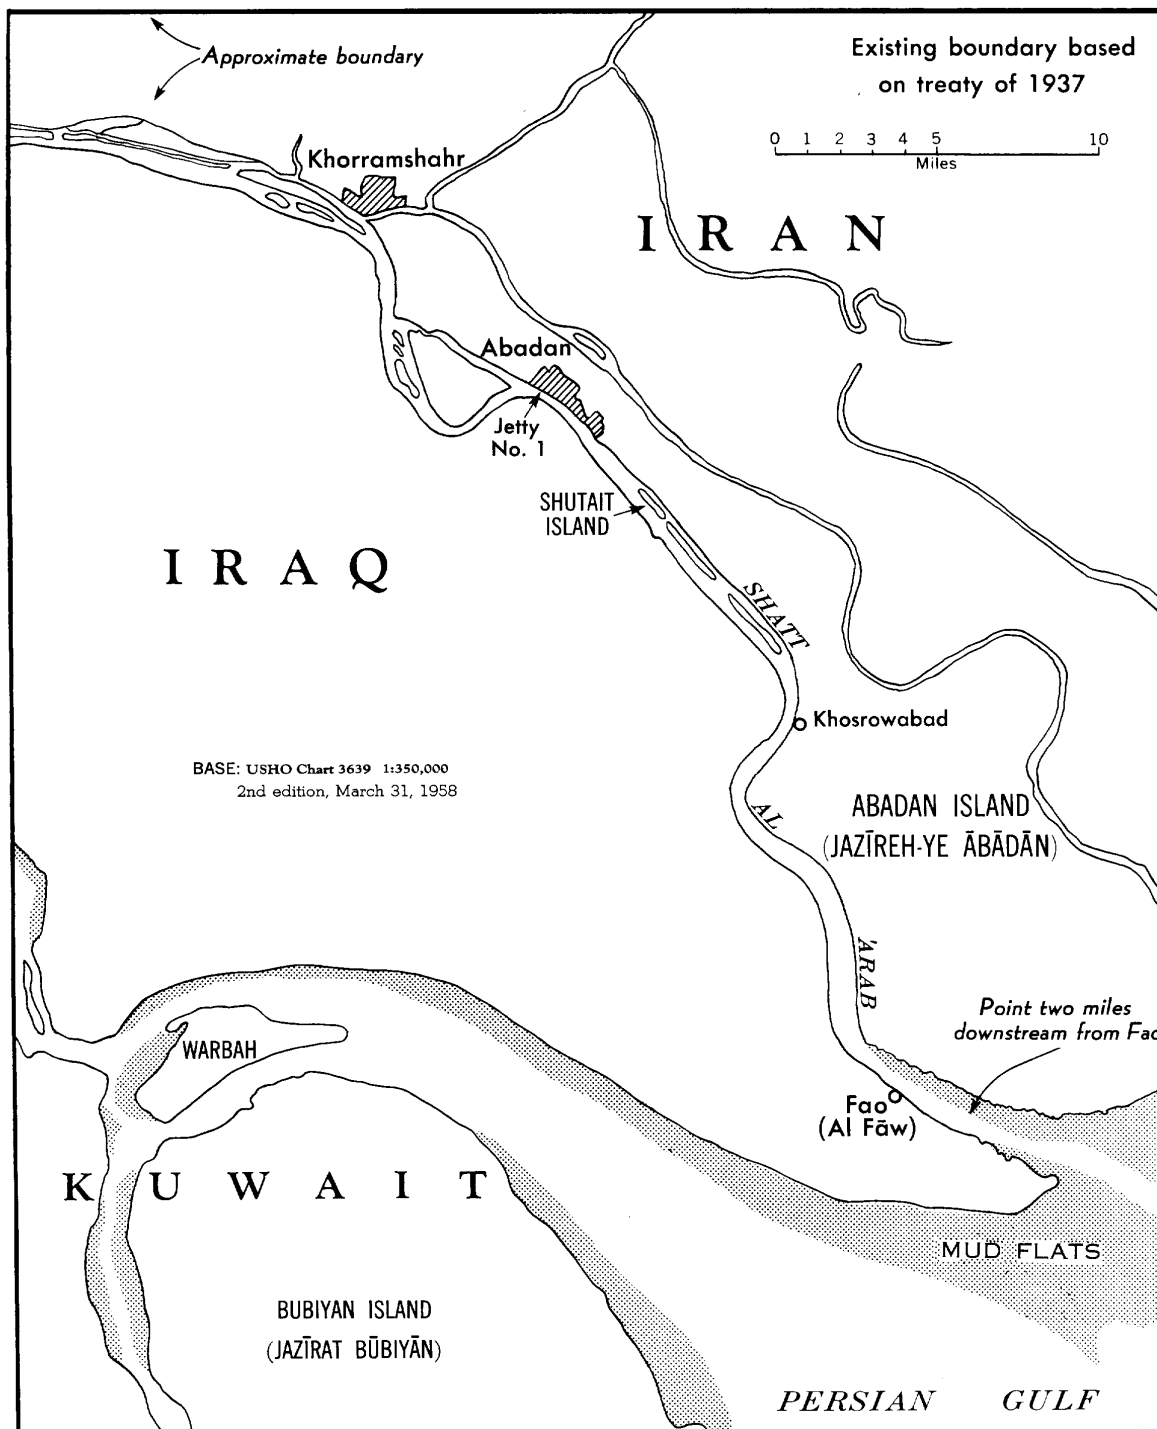 Approximate boundary
Existing boundary based
on treaty of 1937
0 1 2 3 4 5 10
Miles
Khorramshahr
I R A N
Abadan
Jetty
No. 1
SHUTAIT
ISLAND
I R A Q
SHATT
Khosrowabad
BASE: USHO Chart 3639 1:350,000
2nd edition, March 31, 1958
AL
ABADAN ISLAND
(JAZĪREH-YE ĀBĀDĀN)
'ARAB
Point two miles
downstream from Fao
WARBAH
Fao
(Al Fāw)
K U W A I T
MUD FLATS
BUBIYAN ISLAND
(JAZĪRAT BŪBIYĀN)
PERSIAN GULF